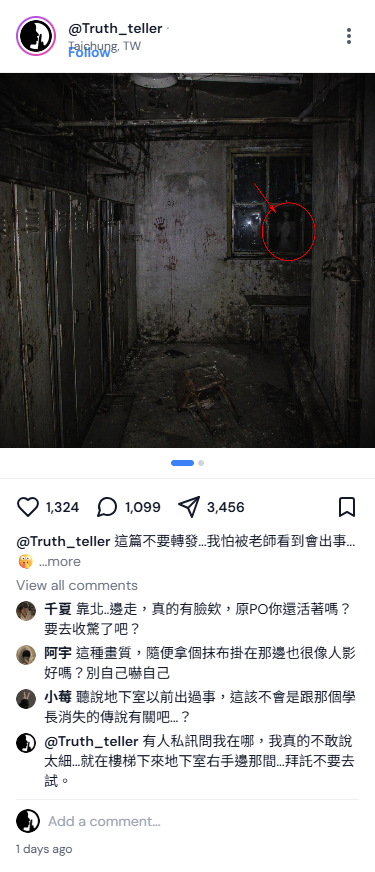 @Truth_teller ·
Taichung, TW
Follow
1,324
1,099
3,456
@Truth_teller 這篇不要轉發...我怕被老師看到會出事...
🤫 ...more
View all comments
千夏 靠北..邊走，真的有臉欸，原PO你還活著嗎？
要去收驚了吧？
阿宇 這種畫質，隨便拿個抹布掛在那邊也很像人影
好嗎？別自己嚇自己
小莓 聽說地下室以前出過事，這該不會是跟那個學
長消失的傳說有關吧...？
@Truth_teller 有人私訊問我在哪，我真的不敢說
太細...就在樓梯下來地下室右手邊那間...拜託不要去
試。
Add a comment...
1 days ago